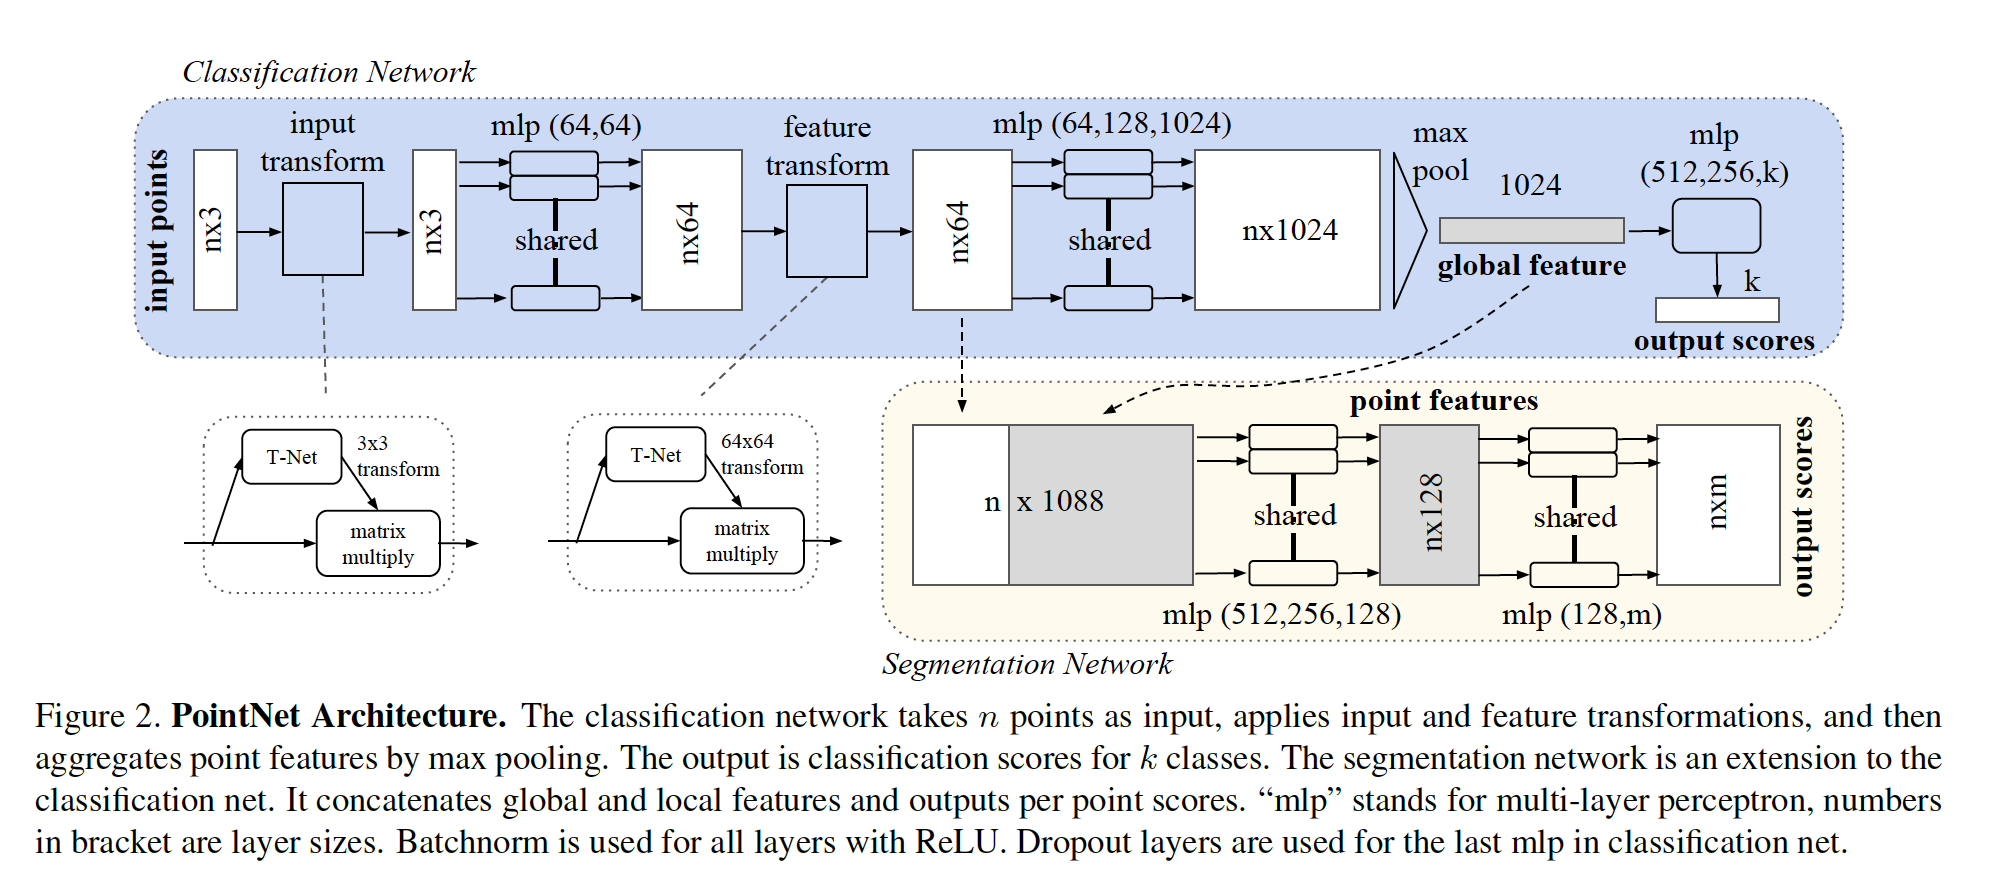 Classification Network
input points
nx3
input
transform
nx3
mlp (64,64)
shared
nx64
feature
transform
nx64
mlp (64,128,1024)
shared
nx1024
max
pool
1024
global feature
mlp
(512,256,k)
k
output scores
T-Net
3x3
transform
matrix
multiply
T-Net
64x64
transform
matrix
multiply
point features
n x 1088
shared
mlp (512,256,128)
nx128
shared
mlp (128,m)
nxm
output scores
Segmentation Network
Figure 2. PointNet Architecture. The classification network takes n points as input, applies input and feature transformations, and then
aggregates point features by max pooling. The output is classification scores for k classes. The segmentation network is an extension to the
classification net. It concatenates global and local features and outputs per point scores. “mlp” stands for multi-layer perceptron, numbers
in bracket are layer sizes. Batchnorm is used for all layers with ReLU. Dropout layers are used for the last mlp in classification net.